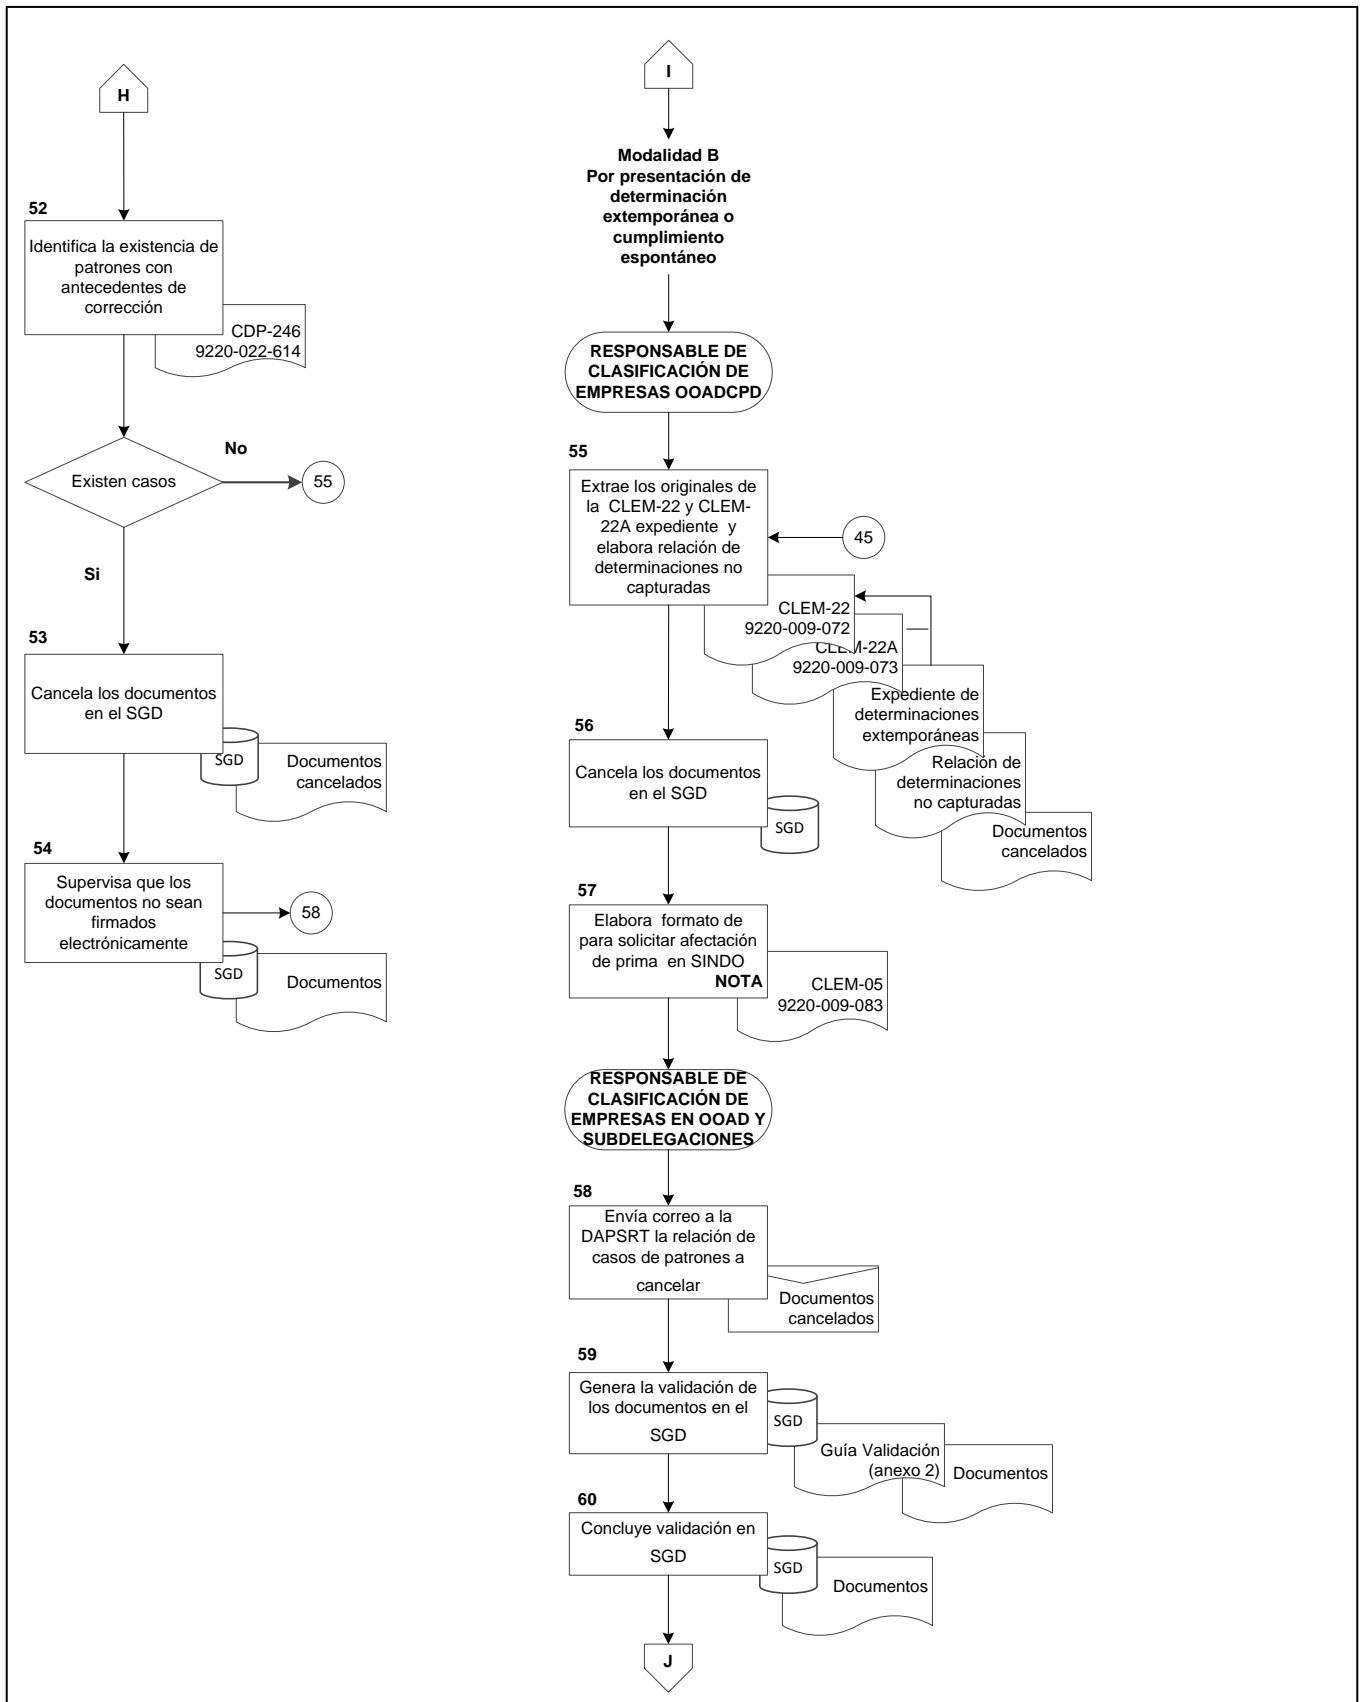 H
52
Identifica la existencia de
patrones con
antecedentes de
corrección
CDP-246
9220-022-614
Existen casos
No
55
Si
53
Cancela los documentos
en el SGD
SGD
Documentos
cancelados
54
Supervisa que los
documentos no sean
firmados
electrónicamente
58
SGD
Documentos
I
Modalidad B
Por presentación de
determinación
extemporánea o
cumplimiento
espontáneo
RESPONSABLE DE
CLASIFICACIÓN DE
EMPRESAS OOADCPD
55
Extrae los originales de
la CLEM-22 y CLEM-
22A expediente y
elabora relación de
determinaciones no
capturadas
45
CLEM-22
9220-009-072
CLEM-22A
9220-009-073
Expediente de
determinaciones
extemporáneas
Relación de
determinaciones
no capturadas
Documentos
cancelados
56
Cancela los documentos
en el SGD
SGD
57
Elabora formato de
para solicitar afectación
de prima en SINDO
NOTA
CLEM-05
9220-009-083
RESPONSABLE DE
CLASIFICACIÓN DE
EMPRESAS EN OOAD Y
SUBDELEGACIONES
58
Envía correo a la
DAPSRT la relación de
casos de patrones a
cancelar
Documentos
cancelados
59
Genera la validación de
los documentos en el
SGD
SGD
Guía Validación
(anexo 2)
Documentos
60
Concluye validación en
SGD
SGD
Documentos
J